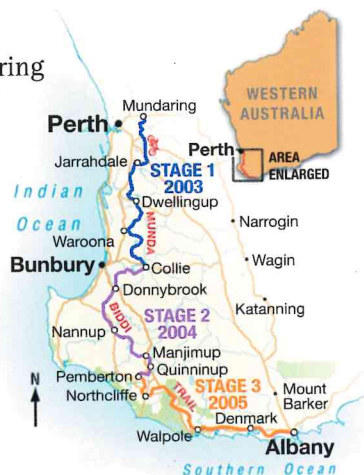 ring
WESTERN
AUSTRALIA
Perth
AREA
ENLARGED
Mundaring
Perth
Jarrahdale
STAGE 1
2003
Indian
Ocean
Dwellingup
MUNDA
Narrogin
Waroona
Bunbury
Collie
Wagin
Donnybrook
BIDDI
STAGE 2
2004
Katanning
Nannup
Manjimup
Quinninup
N
Pemberton
TRAIL
STAGE 3
2005
Mount
Barker
Northcliffe
Denmark
Walpole
Albany
Southern Ocean